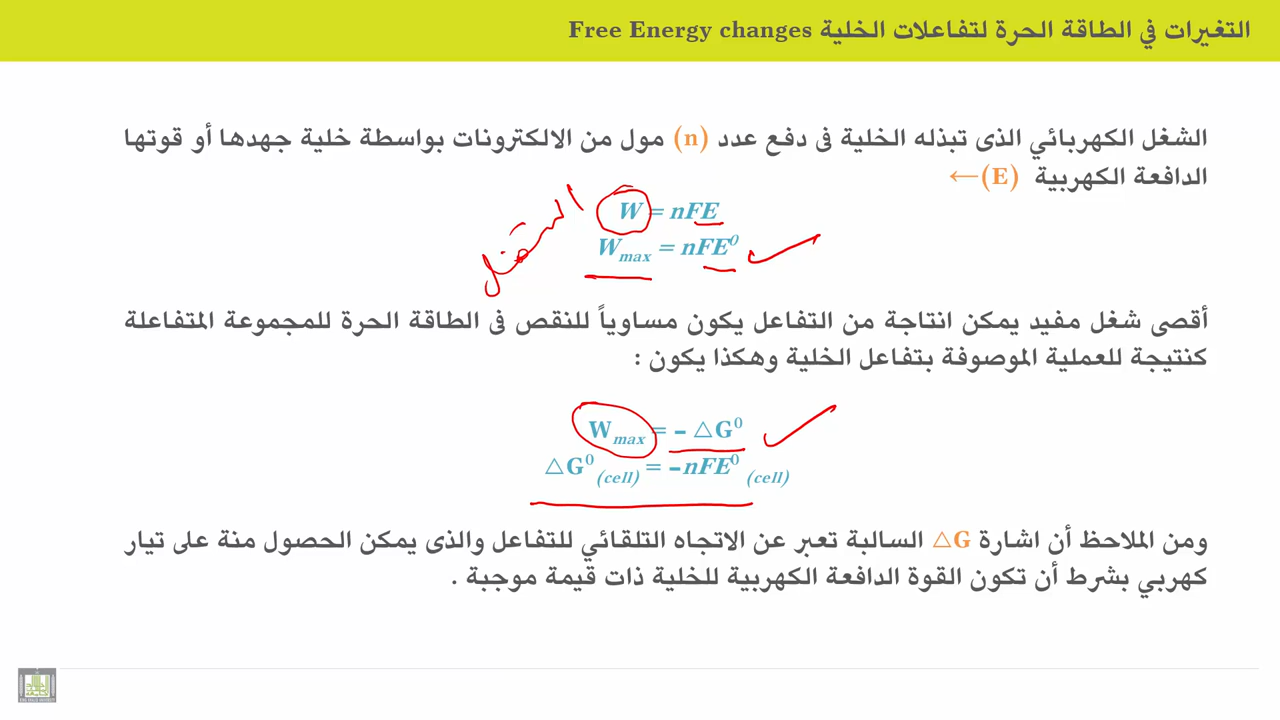 التغيرات في الطاقة الحرة لتفاعلات الخلية Free Energy changes
الشغل الكهربائي الذى تبذله الخلية فى دفع عدد (n) مول من الالكترونات بواسطة خلية جهدها أو قوتها
الدافعة الكهربية (E) ←
W = nFE
Wmax = nFE⁰
الشغل
أقصى شغل مفيد يمكن انتاجة من التفاعل يكون مساوياً للنقص فى الطاقة الحرة للمجموعة المتفاعلة
كنتيجة للعملية الموصوفة بتفاعل الخلية وهكذا يكون :
Wmax = – △G⁰
△G⁰(cell) = –nFE⁰(cell)
ومن الملاحظ أن اشارة △G السالبة تعبر عن الاتجاه التلقائي للتفاعل والذى يمكن الحصول منة على تيار
كهربي بشرط أن تكون القوة الدافعة الكهربية للخلية ذات قيمة موجبة .